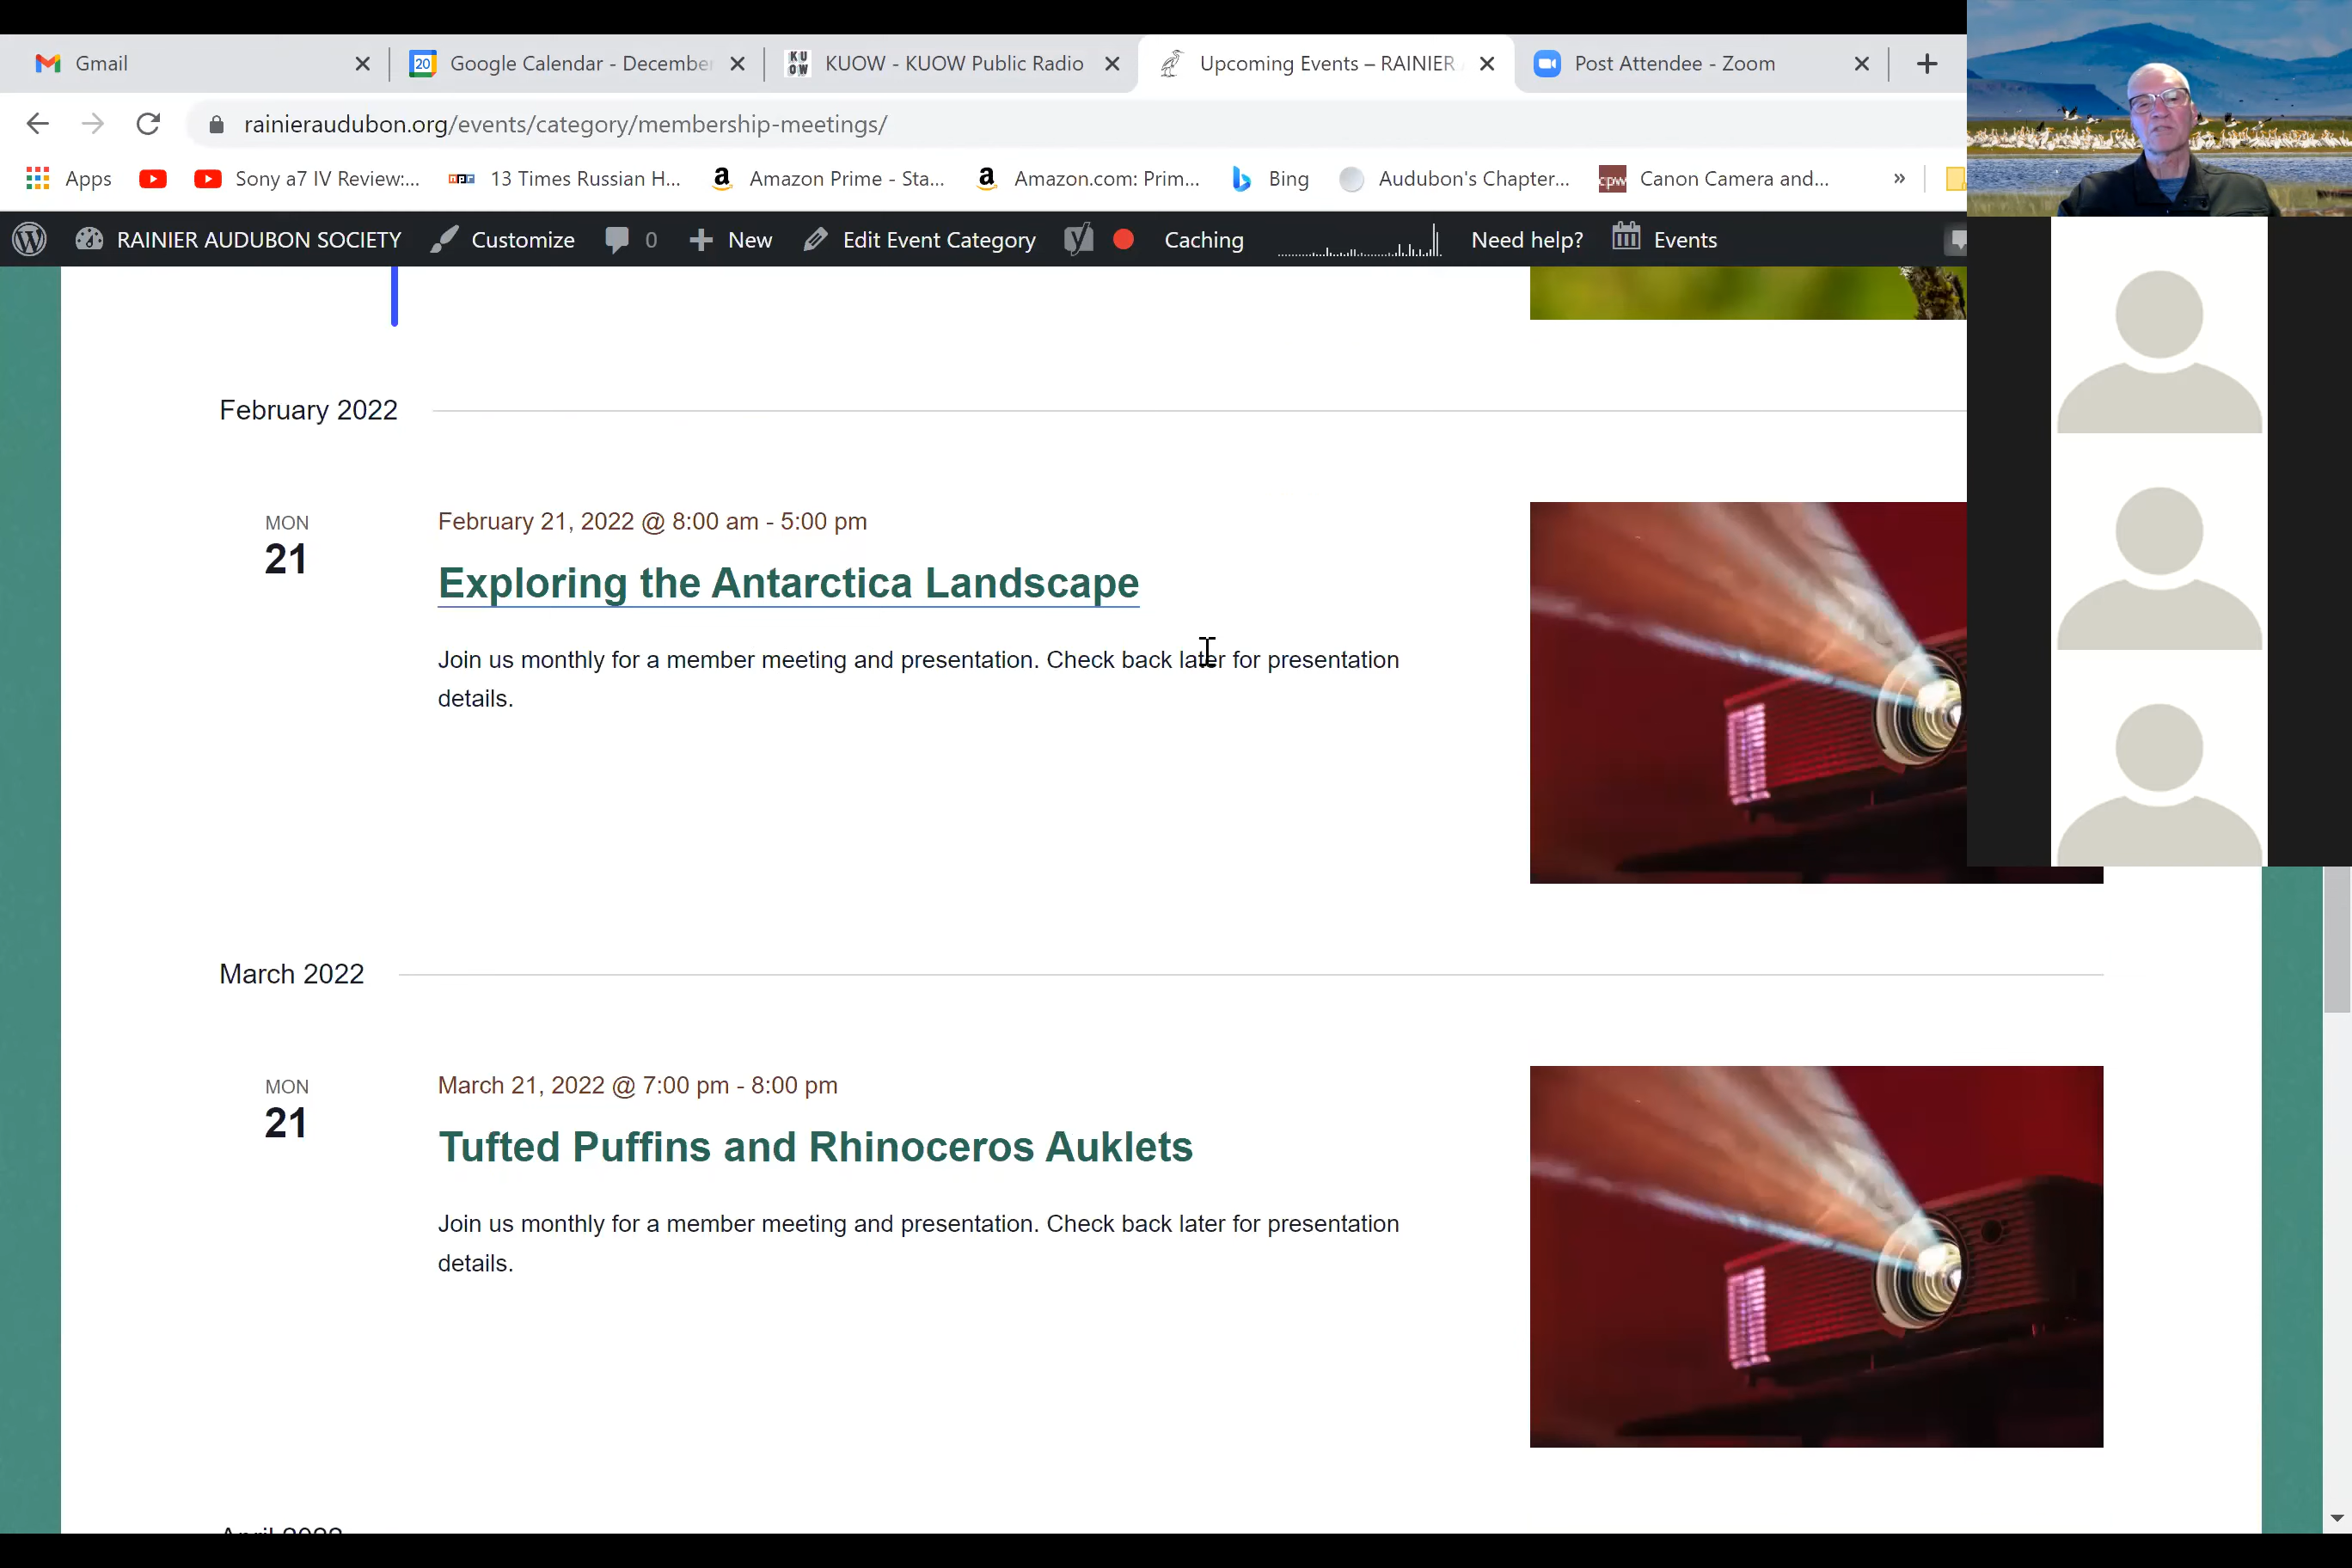 Gmail
Google Calendar - December
KUOW - KUOW Public Radio
Upcoming Events – RAINIER
Post Attendee - Zoom
rainieraudubon.org/events/category/membership-meetings/
Apps
Sony a7 IV Review:...
npr
13 Times Russian H...
Amazon Prime - Sta...
Amazon.com: Prim...
Bing
Audubon's Chapter...
cpw
Canon Camera and...
»
RAINIER AUDUBON SOCIETY
Customize
0
New
Edit Event Category
Caching
Need help?
Events
February 2022
MON
21
February 21, 2022 @ 8:00 am - 5:00 pm
Exploring the Antarctica Landscape
Join us monthly for a member meeting and presentation. Check back later for presentation
details.
March 2022
MON
21
March 21, 2022 @ 7:00 pm - 8:00 pm
Tufted Puffins and Rhinoceros Auklets
Join us monthly for a member meeting and presentation. Check back later for presentation
details.
April 2022